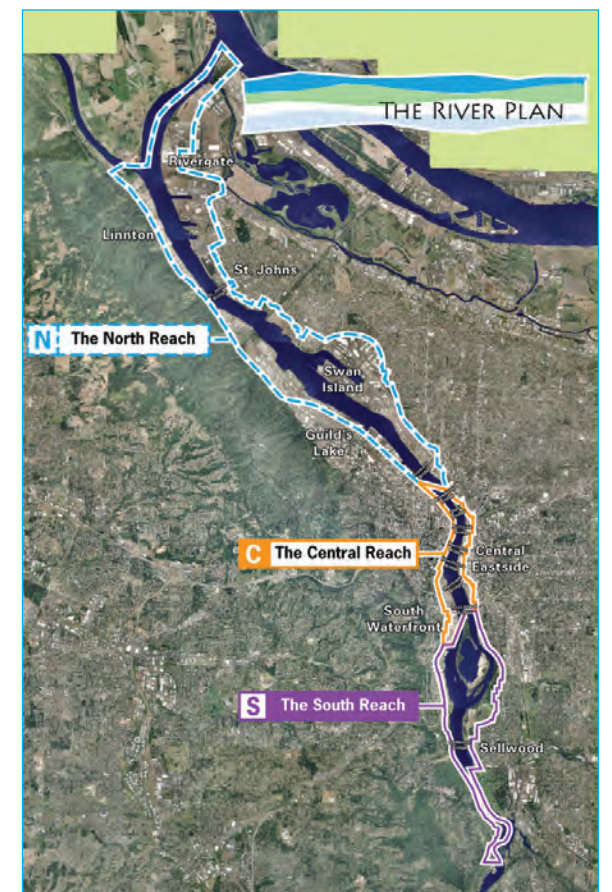 THE RIVER PLAN
Rivergate
Linnton
St. Johns
N The North Reach
Swan
Island
Guild's
Lake
C The Central Reach
Central
Eastside
South
Waterfront
S The South Reach
Sellwood